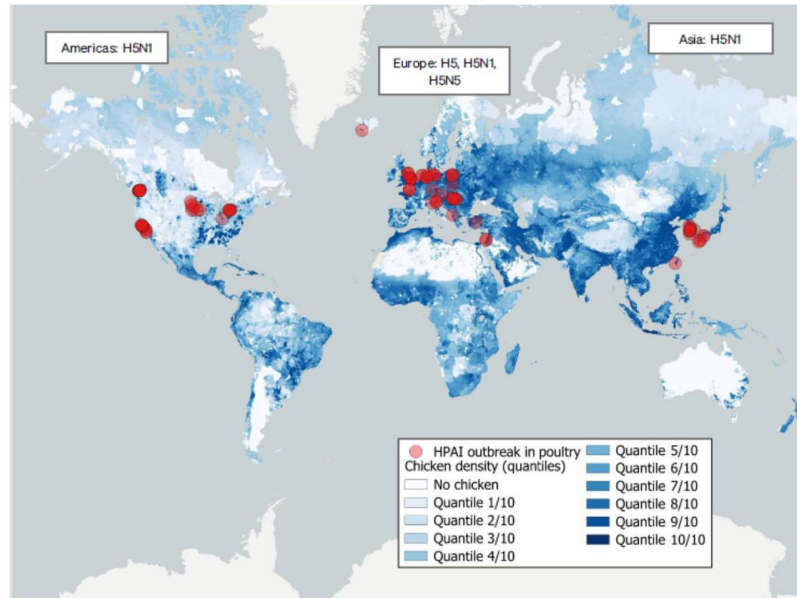 Americas: H5N1
Europe: H5, H5N1,
H5N5
Asia: H5N1
HPAI outbreak in poultry
Chicken density (quantiles)
No chicken
Quantile 1/10
Quantile 2/10
Quantile 3/10
Quantile 4/10
Quantile 5/10
Quantile 6/10
Quantile 7/10
Quantile 8/10
Quantile 9/10
Quantile 10/10